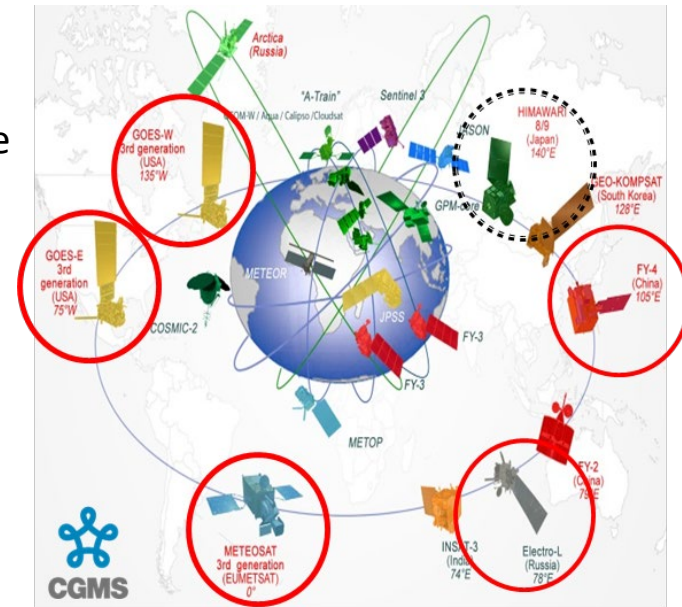 e
Arctica
(Russia)
"A-Train"
GCOM-W / Aqua / Calipso / Cloudsat
Sentinel 3
JASON
HIMAWARI
8/9
(Japan)
140°E
GOES-W
3rd generation
(USA)
135°W
GEO-KOMPSAT
(South Korea)
128°E
GPM-core
GOES-E
3rd
generation
(USA)
75°W
METEOR
FY-4
(China)
105°E
COSMIC-2
JPSS
FY-3
FY-3
METOP
FY-2
(China)
79°E
METEOSAT
3rd generation
(EUMETSAT)
0°
INSAT-3
(India)
74°E
Electro-L
(Russia)
78°E
CGMS